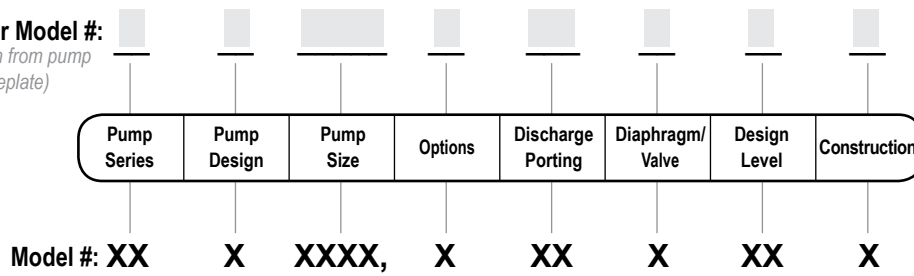 r Model #:
n from pump
eplate)
Pump Series
Pump Design
Pump Size
Options
Discharge Porting
Diaphragm/ Valve
Design Level
Construction
Model #: XX X XXXX, X XX X XX X